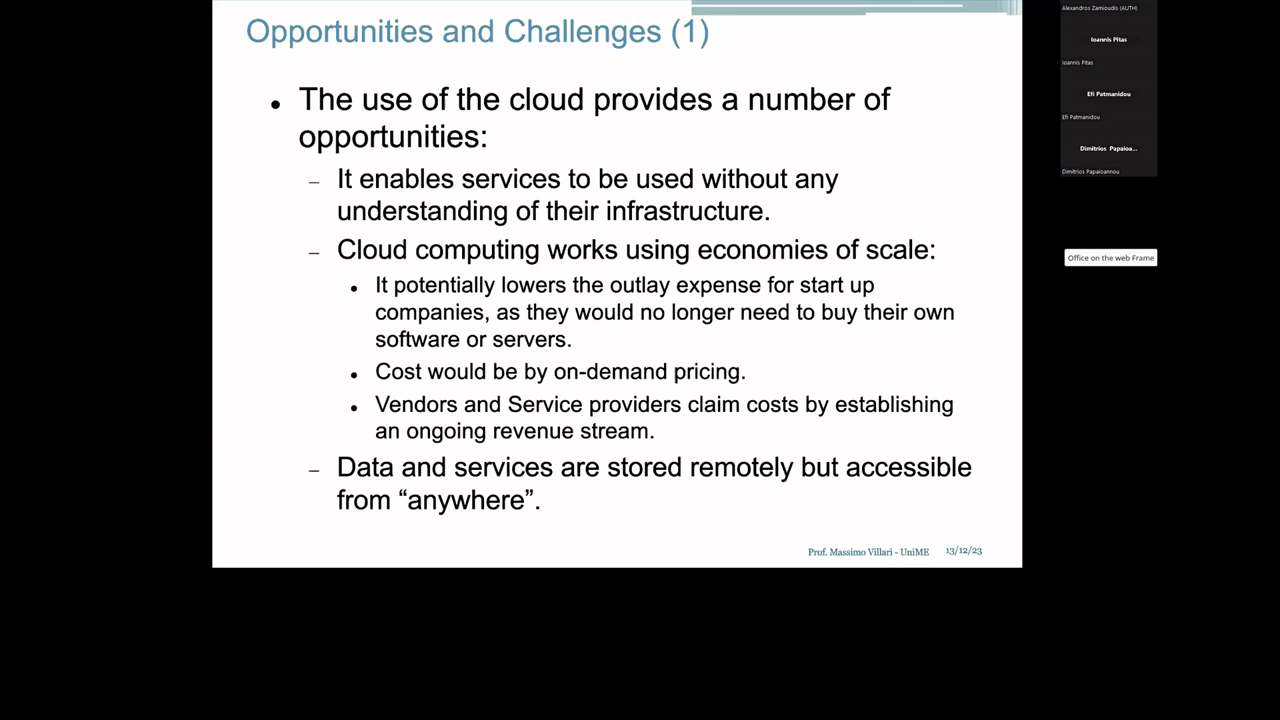 Opportunities and Challenges (1)
• The use of the cloud provides a number of
opportunities:
– It enables services to be used without any
understanding of their infrastructure.
– Cloud computing works using economies of scale:
• It potentially lowers the outlay expense for start up
companies, as they would no longer need to buy their own
software or servers.
• Cost would be by on-demand pricing.
• Vendors and Service providers claim costs by establishing
an ongoing revenue stream.
– Data and services are stored remotely but accessible
from “anywhere”.
Prof. Massimo Villari - UniME 13/12/23
Alexandros Zamioudis (AUTH)
Ioannis Pitas
Ioannis Pitas
Efi Patmanidou
Efi Patmanidou
Dimitrios Papaioa...
Dimitrios Papaioannou
Office on the web Frame